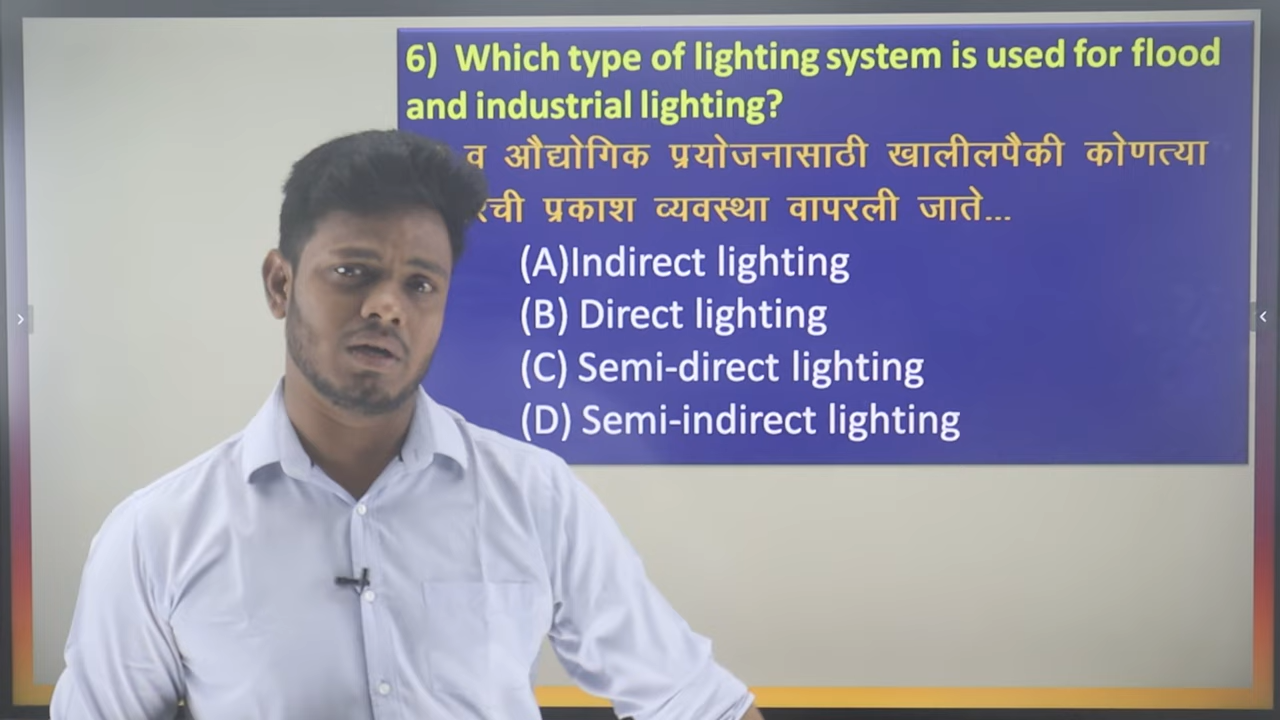 6) Which type of lighting system is used for flood
and industrial lighting?
व औद्योगिक प्रयोजनासाठी खालीलपैकी कोणत्या
प्रकाश व्यवस्था वापरली जाते...
(A)Indirect lighting
(B) Direct lighting
(C) Semi-direct lighting
(D) Semi-indirect lighting